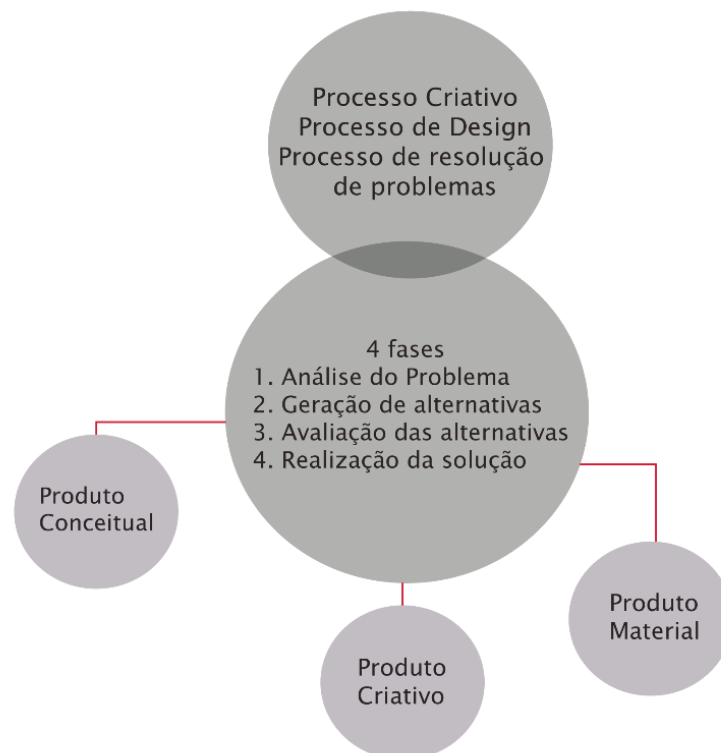 Processo Criativo
Processo de Design
Processo de resolução
de problemas
4 fases
1. Análise do Problema
2. Geração de alternativas
3. Avaliação das alternativas
4. Realização da solução
Produto
Conceitual
Produto
Criativo
Produto
Material